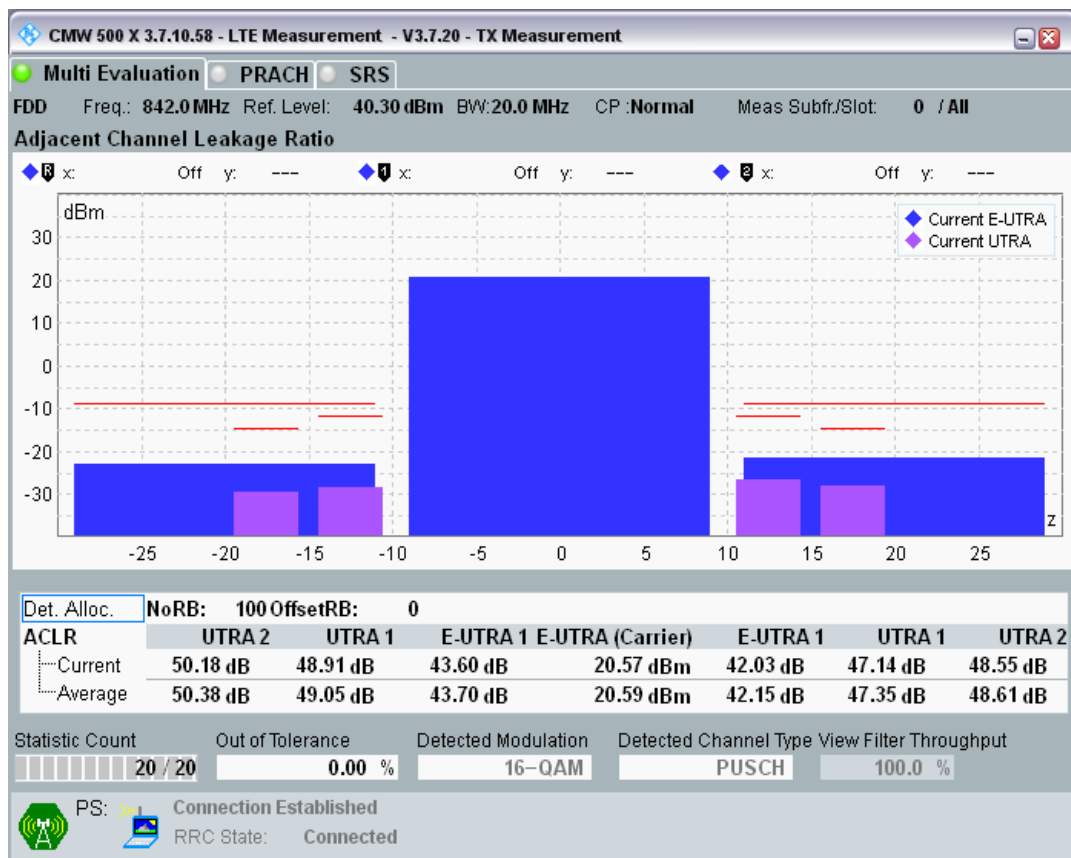 CMW 500 X 3.7.10.58 - LTE Measurement - V3.7.20 - TX Measurement
Multi Evaluation PRACH SRS
FDD Freq.: 842.0 MHz Ref. Level: 40.30 dBm BW:20.0 MHz CP :Normal Meas Subfr./Slot: 0 / All
Adjacent Channel Leakage Ratio
R x: Off y: --- 1 x: Off y: --- 2 x: Off y: ---
dBm
Current E-UTRA
Current UTRA
30
20
10
0
-10
-20
-30
z
-25 -20 -15 -10 -5 0 5 10 15 20 25
Det. Alloc. NoRB: 100 OffsetRB: 0
ACLR UTRA 2 UTRA 1 E-UTRA 1 E-UTRA (Carrier) E-UTRA 1 UTRA 1 UTRA 2
Current 50.18 dB 48.91 dB 43.60 dB 20.57 dBm 42.03 dB 47.14 dB 48.55 dB
Average 50.38 dB 49.05 dB 43.70 dB 20.59 dBm 42.15 dB 47.35 dB 48.61 dB
Statistic Count Out of Tolerance Detected Modulation Detected Channel Type View Filter Throughput
20 / 20 0.00 % 16-QAM PUSCH 100.0 %
PS: Connection Established
RRC State: Connected